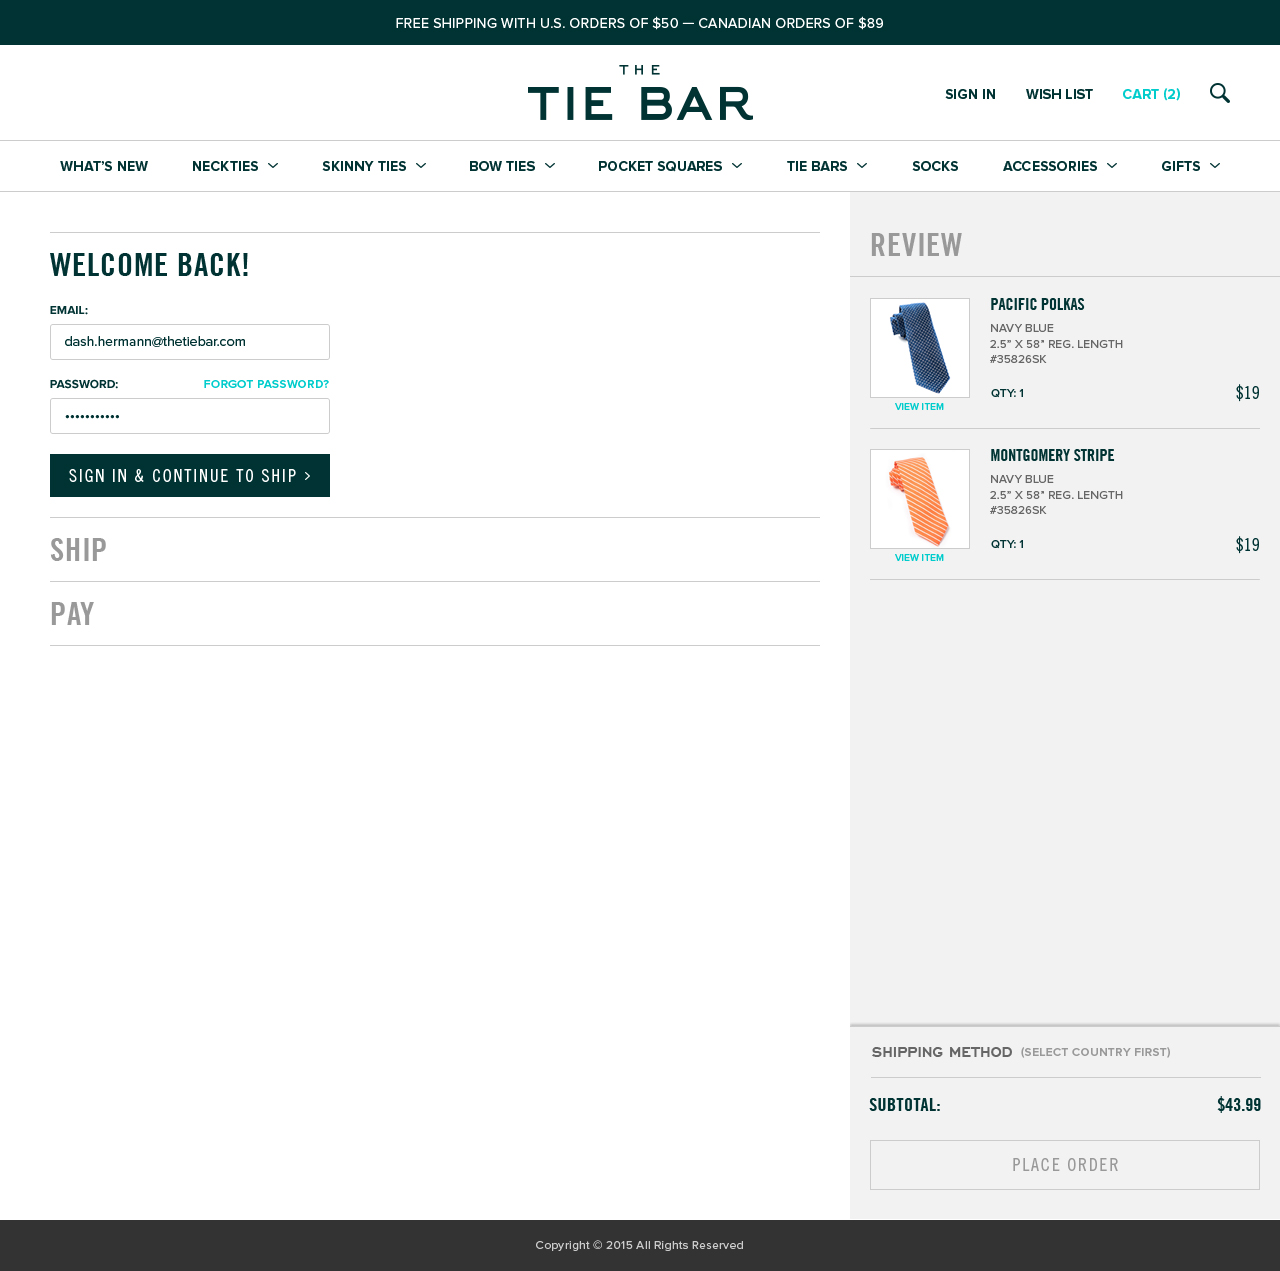 FREE SHIPPING WITH U.S. ORDERS OF $50 — CANADIAN ORDERS OF $89
THE
TIE BAR
SIGN IN
WISH LIST
CART (2)
WHAT’S NEW
NECKTIES
SKINNY TIES
BOW TIES
POCKET SQUARES
TIE BARS
SOCKS
ACCESSORIES
GIFTS
WELCOME BACK!
EMAIL:
dash.hermann@thetiebar.com
PASSWORD:
FORGOT PASSWORD?
•••••••••••
SIGN IN & CONTINUE TO SHIP >
SHIP
PAY
REVIEW
PACIFIC POLKAS
NAVY BLUE
2.5” X 58” REG. LENGTH
#35826SK
QTY: 1
$19
VIEW ITEM
MONTGOMERY STRIPE
NAVY BLUE
2.5” X 58” REG. LENGTH
#35826SK
QTY: 1
$19
VIEW ITEM
SHIPPING METHOD (SELECT COUNTRY FIRST)
SUBTOTAL:
$43.99
PLACE ORDER
Copyright © 2015 All Rights Reserved